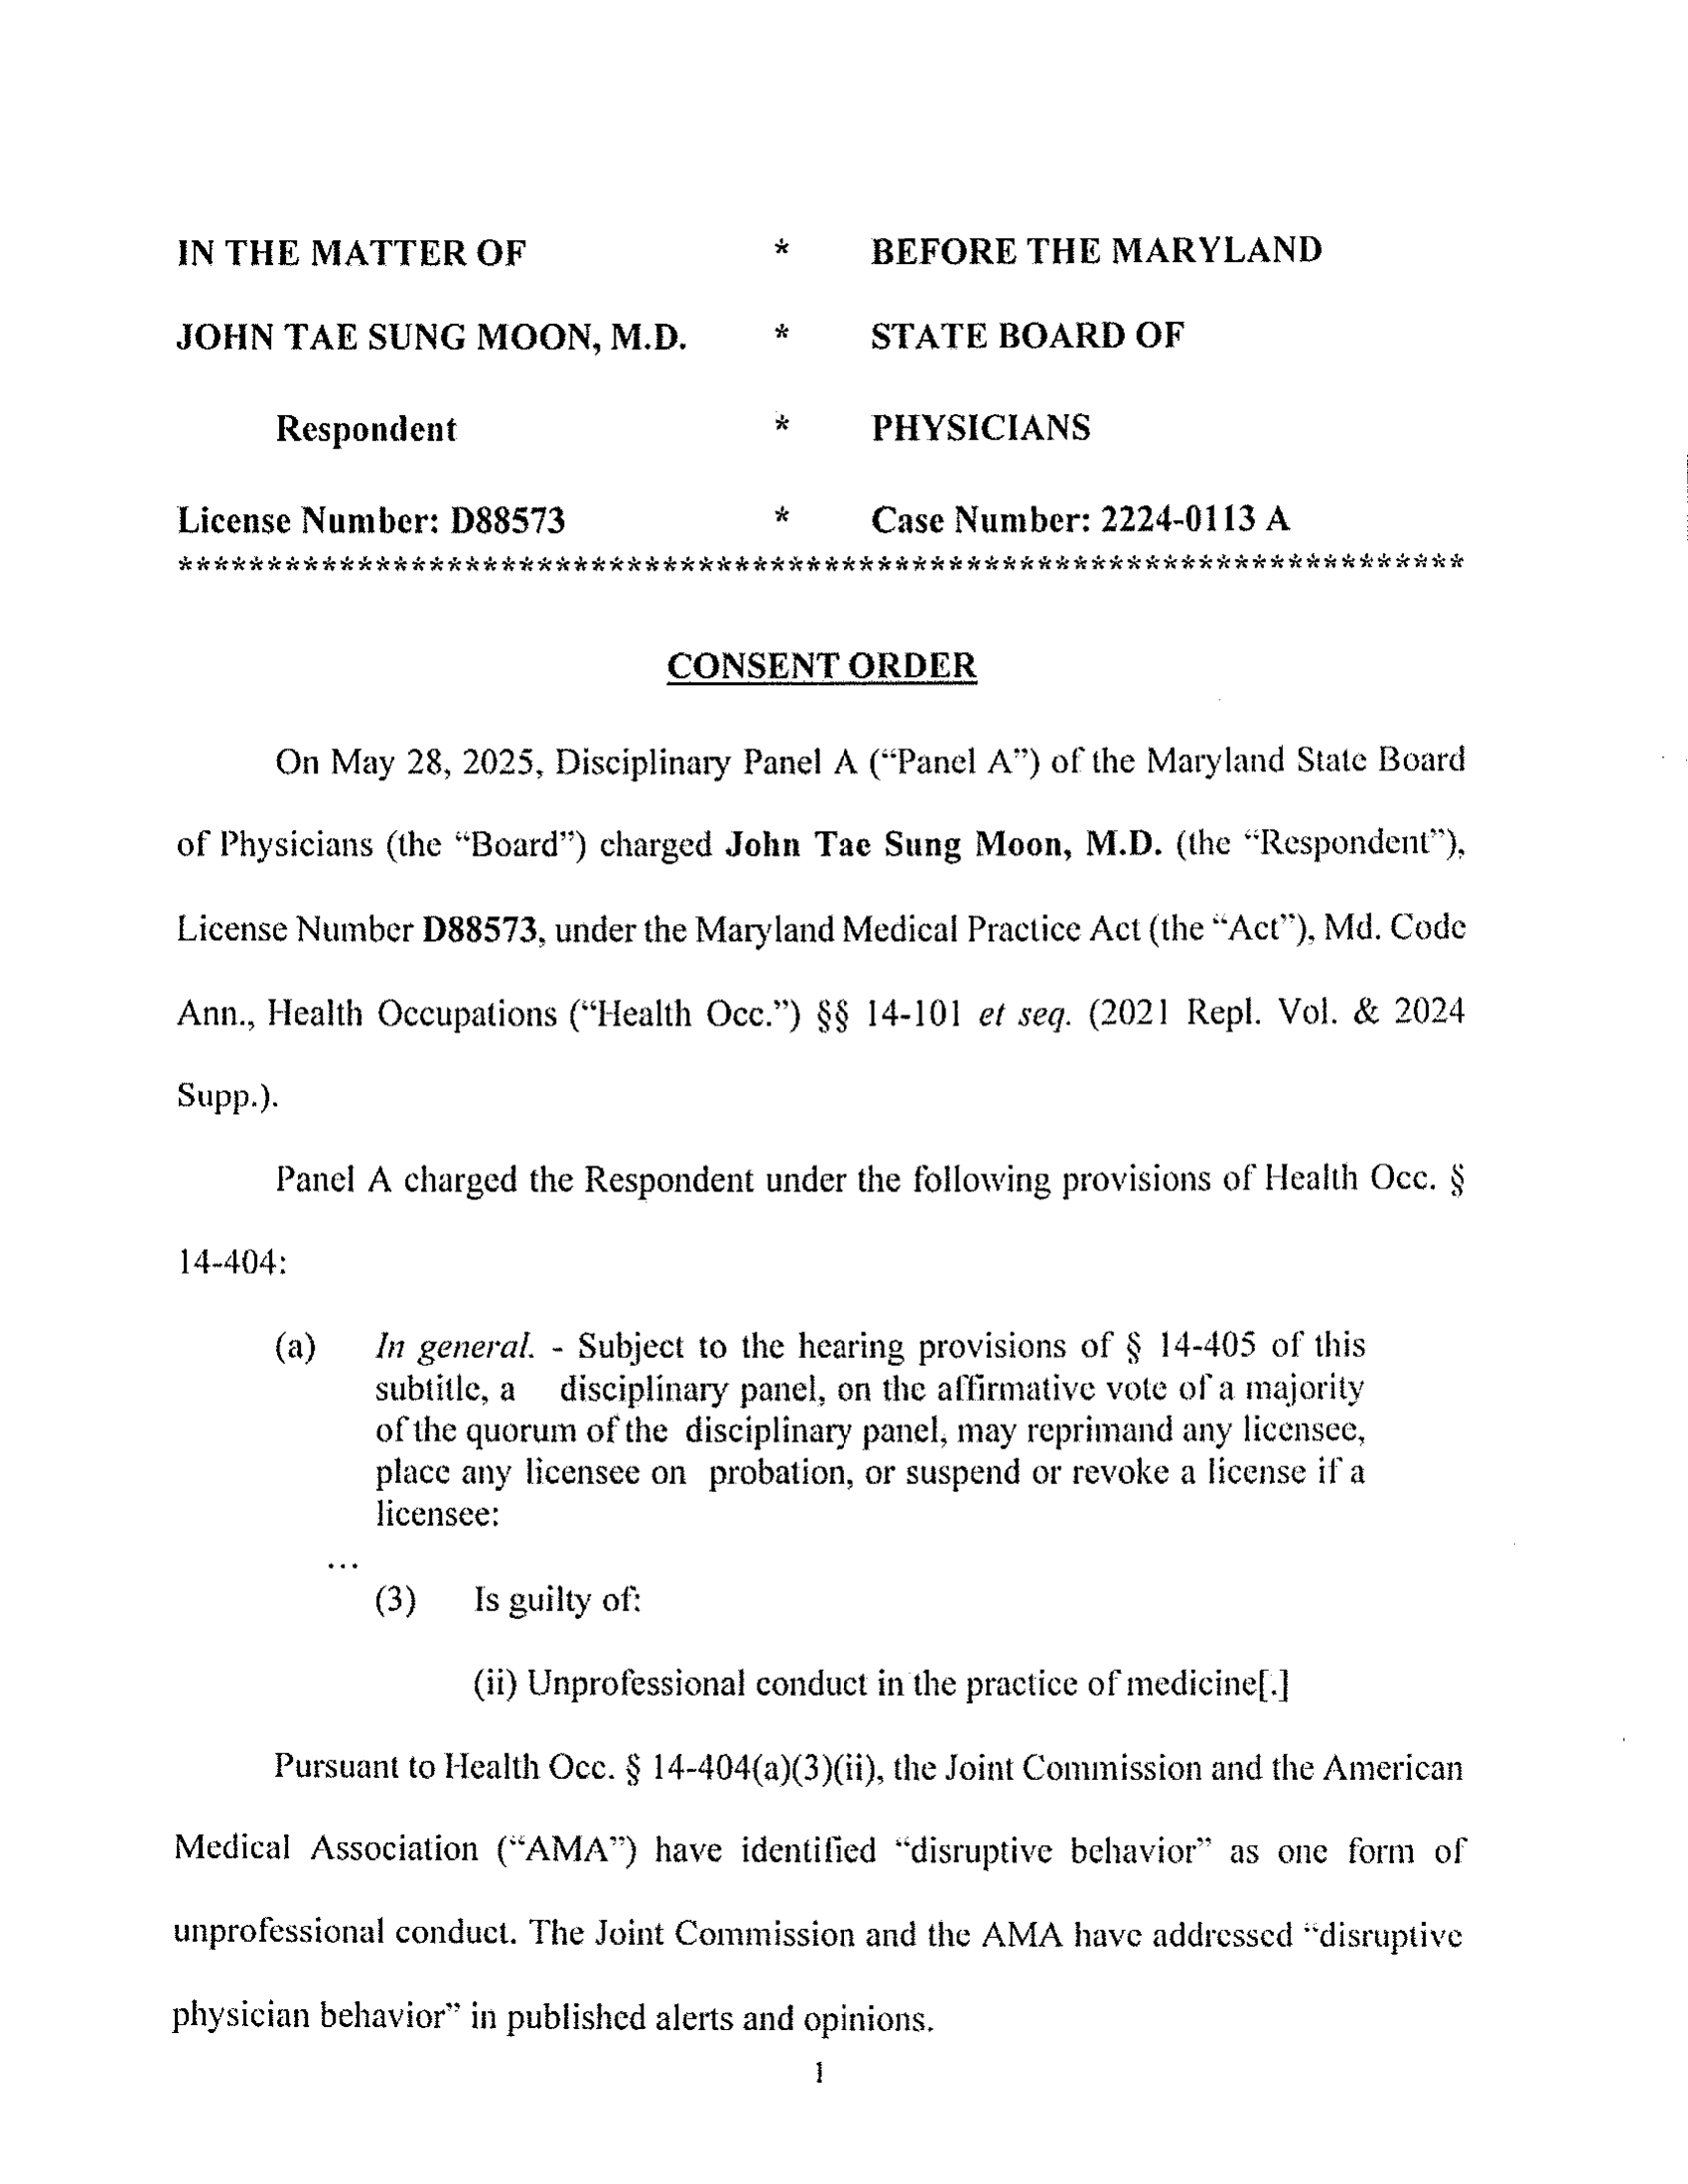 IN THE MATTER OF * BEFORE THE MARYLAND
JOHN TAE SUNG MOON, M.D. * STATE BOARD OF
Respondent * PHYSICIANS
License Number: D88573 * Case Number: 2224-0113 A
************************************************************************
CONSENT ORDER
On May 28, 2025, Disciplinary Panel A (“Panel A”) of the Maryland State Board
of Physicians (the “Board”) charged John Tae Sung Moon, M.D. (the “Respondent”),
License Number D88573, under the Maryland Medical Practice Act (the “Act”), Md. Code
Ann., Health Occupations (“Health Occ.”) §§ 14-101 et seq. (2021 Repl. Vol. & 2024
Supp.).
Panel A charged the Respondent under the following provisions of Health Occ. §
14-404:
(a) In general. - Subject to the hearing provisions of § 14-405 of this
subtitle, a disciplinary panel, on the affirmative vote of a majority
of the quorum of the disciplinary panel, may reprimand any licensee,
place any licensee on probation, or suspend or revoke a license if a
licensee:
...
(3) Is guilty of:
(ii) Unprofessional conduct in the practice of medicine[.]
Pursuant to Health Occ. § 14-404(a)(3)(ii), the Joint Commission and the American
Medical Association (“AMA”) have identified “disruptive behavior” as one form of
unprofessional conduct. The Joint Commission and the AMA have addressed “disruptive
physician behavior” in published alerts and opinions.
1